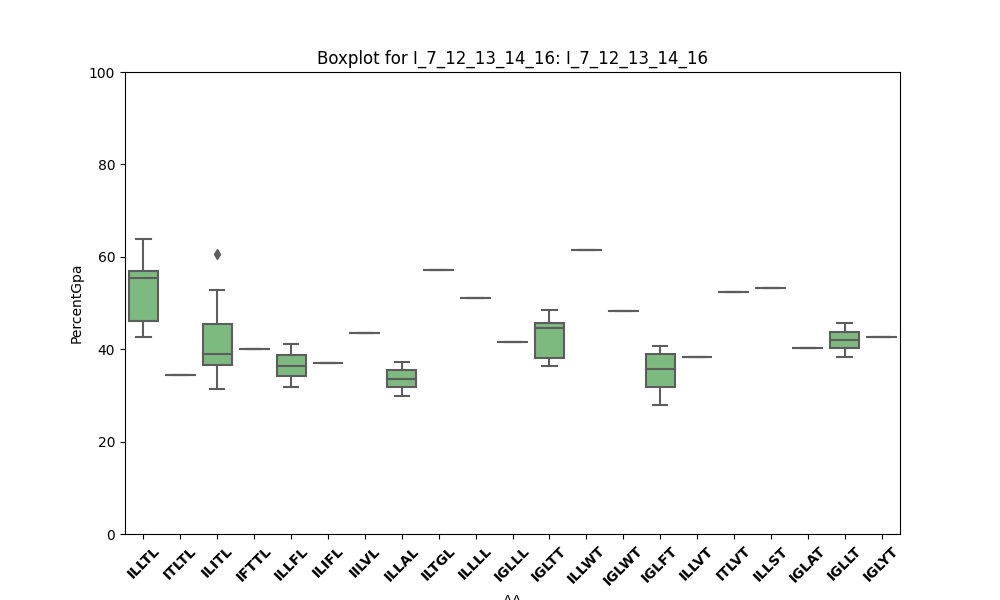 Boxplot for I_7_12_13_14_16: I_7_12_13_14_16
100
80
60
40
20
0
PercentGpa
ILLTL ITLTL ILITL IFTTL ILLFL ILIFL IILVL ILLAL ILTGL ILLLL IGLLL IGLTT ILLWT IGLWT IGLFT ILLVT ITLVT ILLST IGLAT IGLLT IGLYT
AA